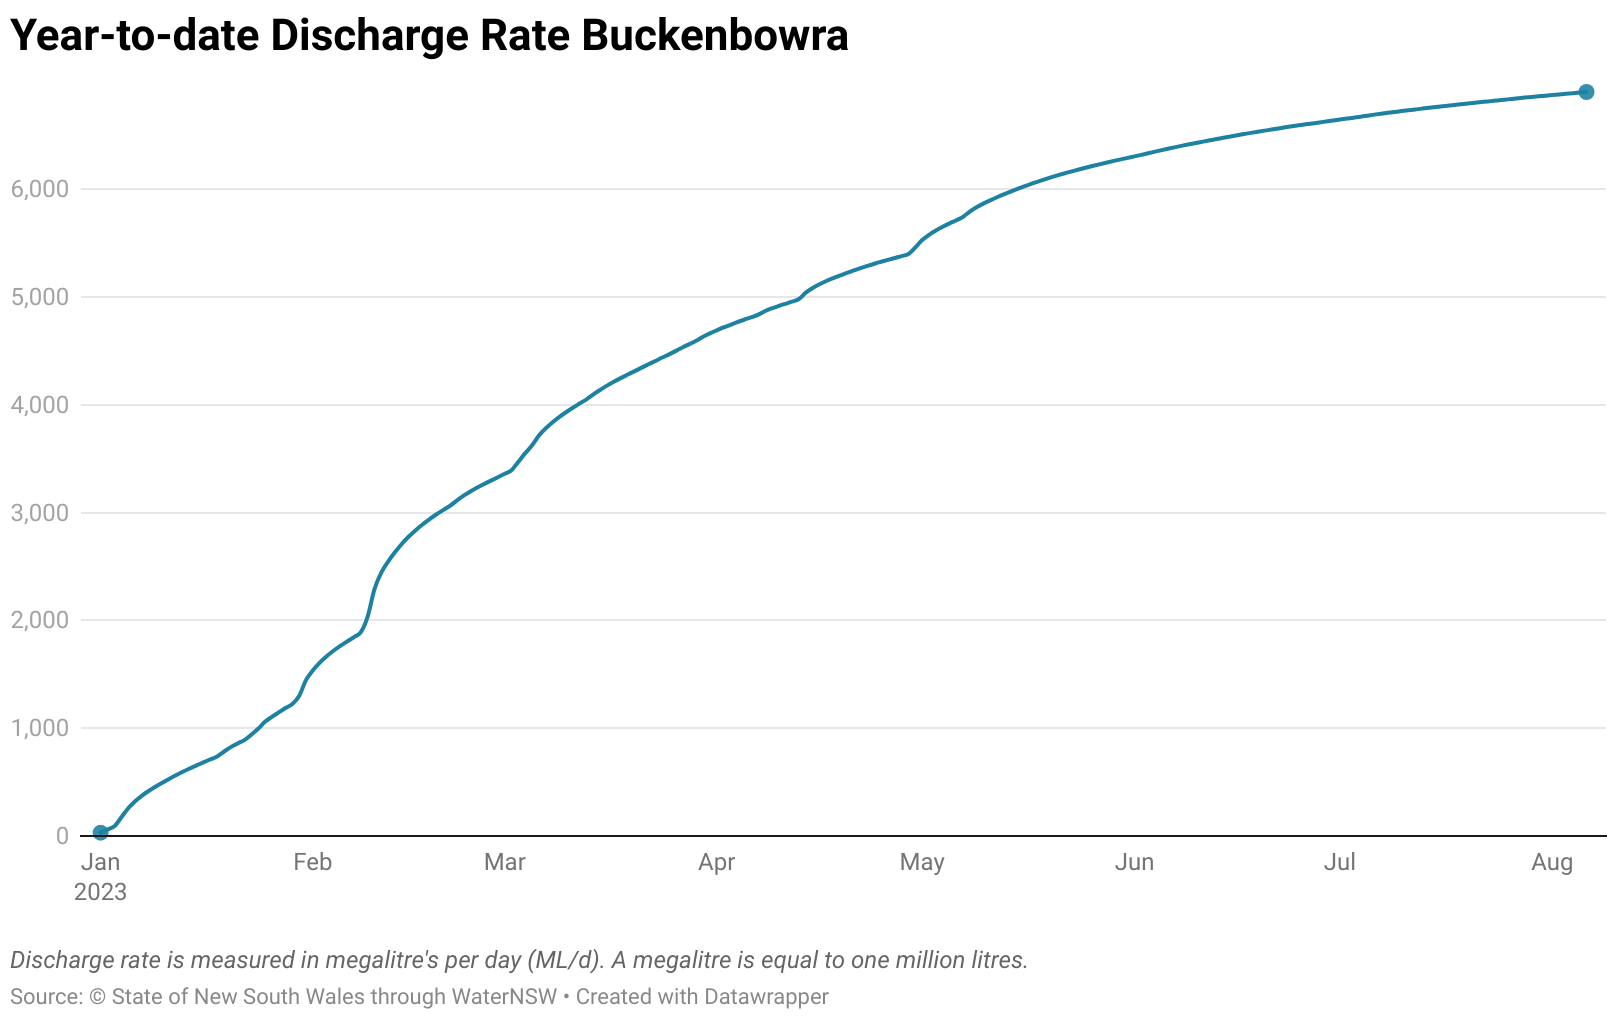 Year-to-date Discharge Rate Buckenbowra
6,000
5,000
4,000
3,000
2,000
1,000
0
Jan Feb Mar Apr May Jun Jul Aug
2023
Discharge rate is measured in megalitre's per day (ML/d). A megalitre is equal to one million litres.
Source: © State of New South Wales through WaterNSW • Created with Datawrapper